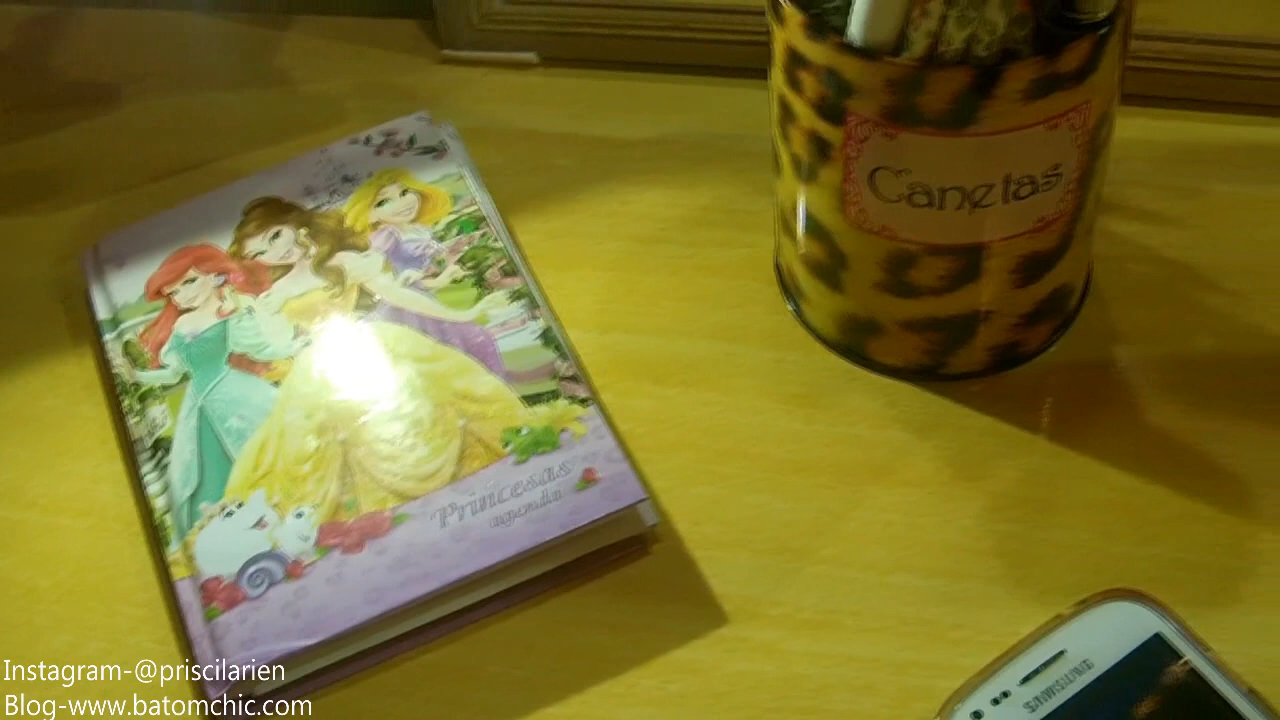 Canetas
Princesas
agenda
SAMSUNG
Instagram-@priscilarien
Blog-www.batomchic.com